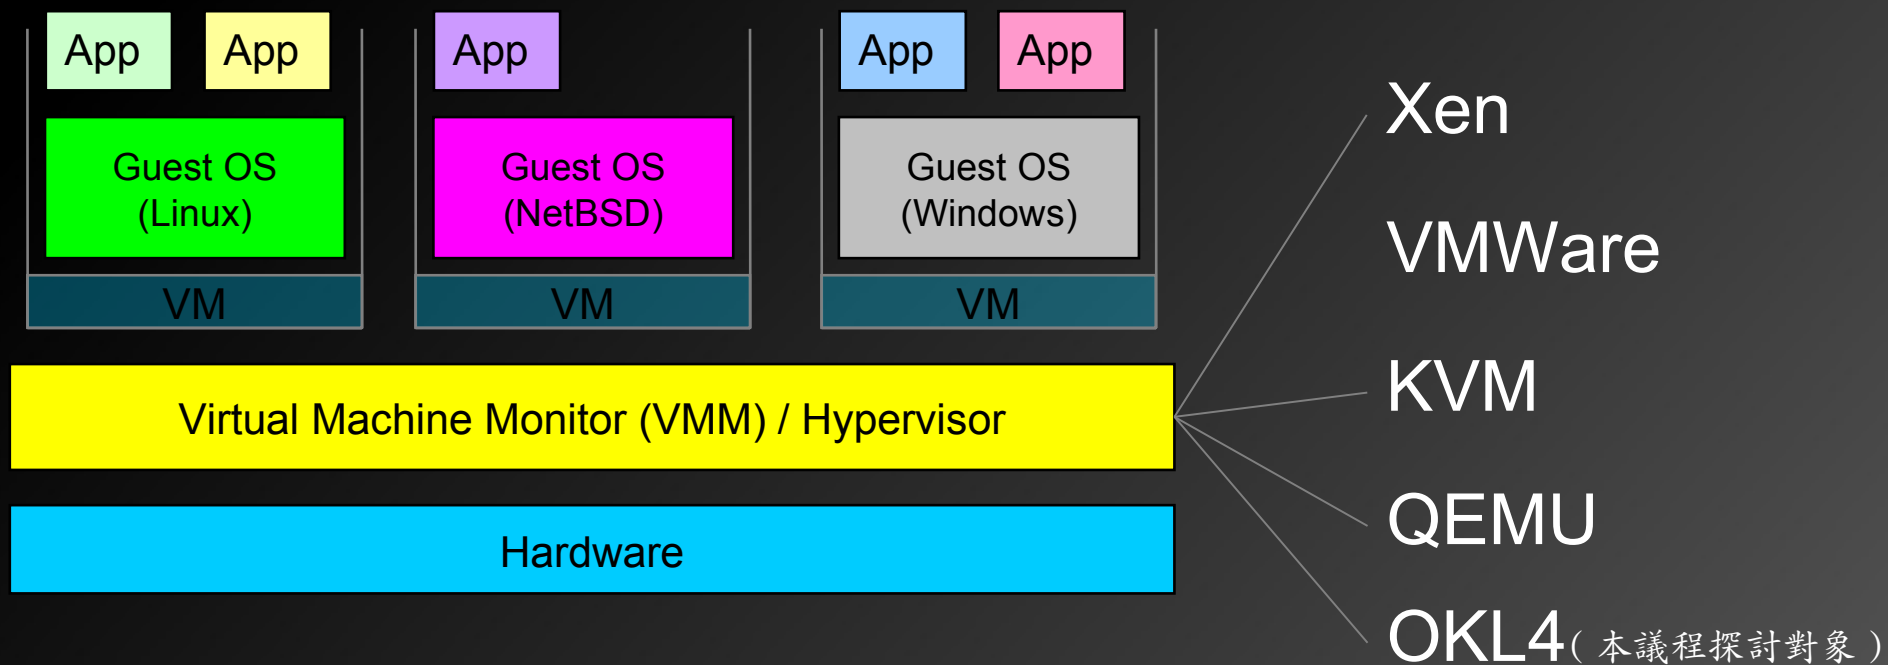 App App App App App
Guest OS
(Linux)
Guest OS
(NetBSD)
Guest OS
(Windows)
VM VM VM
Virtual Machine Monitor (VMM) / Hypervisor
Hardware
Xen
VMWare
KVM
QEMU
OKL4(本議程探討對象)